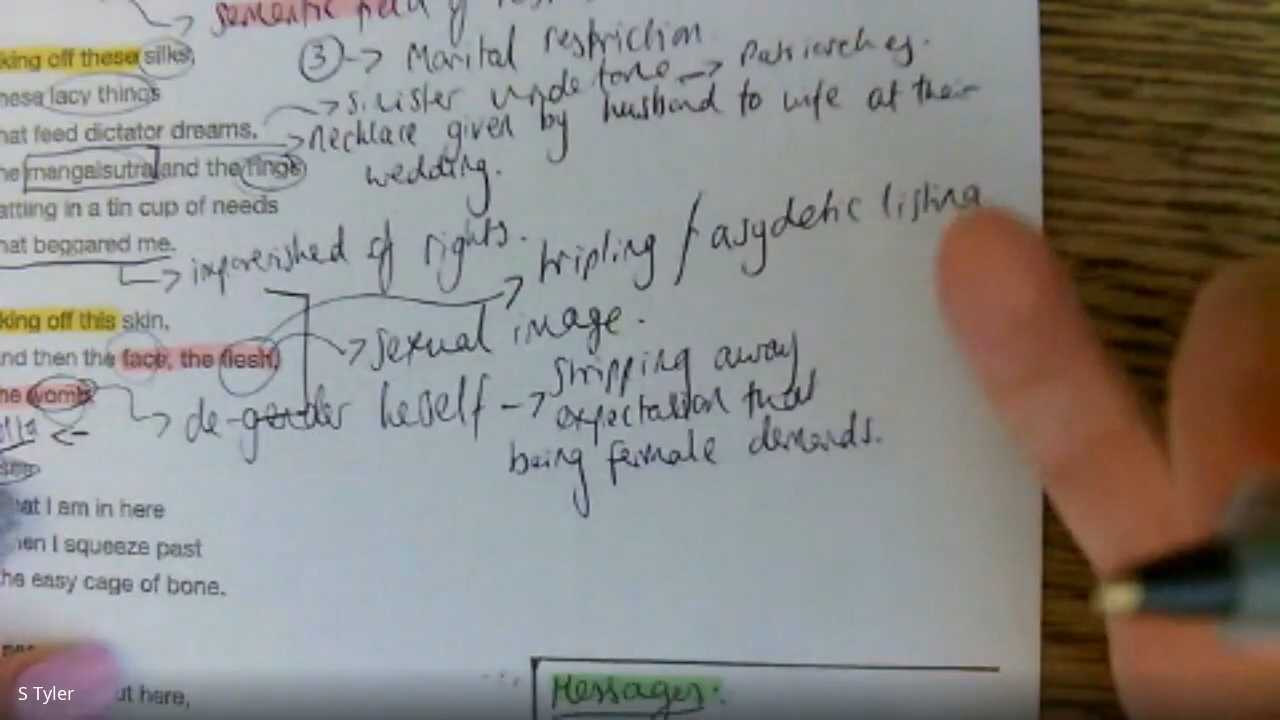 semantic field of
king off these silks,
③-> Marital restriction.
hese lacy things
-> sinister undertone -> Patriarchy.
hat feed dictator dreams,
-> necklace given by husband to wife at their
wedding.
he mangalsutra and the rings
attling in a tin cup of needs
hat beggared me.
-> impoverished of rights.
-> tripling / asydetic listing
king off this skin,
-> sexual image.
nd then the face, the flesh,
he womb.
-> de-gender heself -> stripping away
expectation that
being female demands.
hat I am in here
hen I squeeze past
he easy cage of bone.
ut here,
Messages:
S Tyler